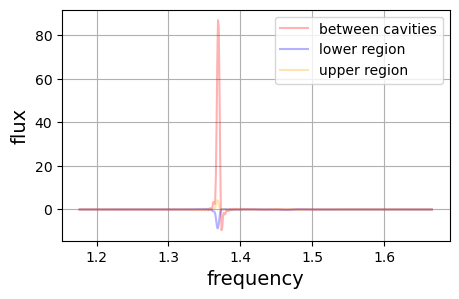 between cavities
lower region
upper region
80
60
40
20
0
flux
1.2 1.3 1.4 1.5 1.6
frequency